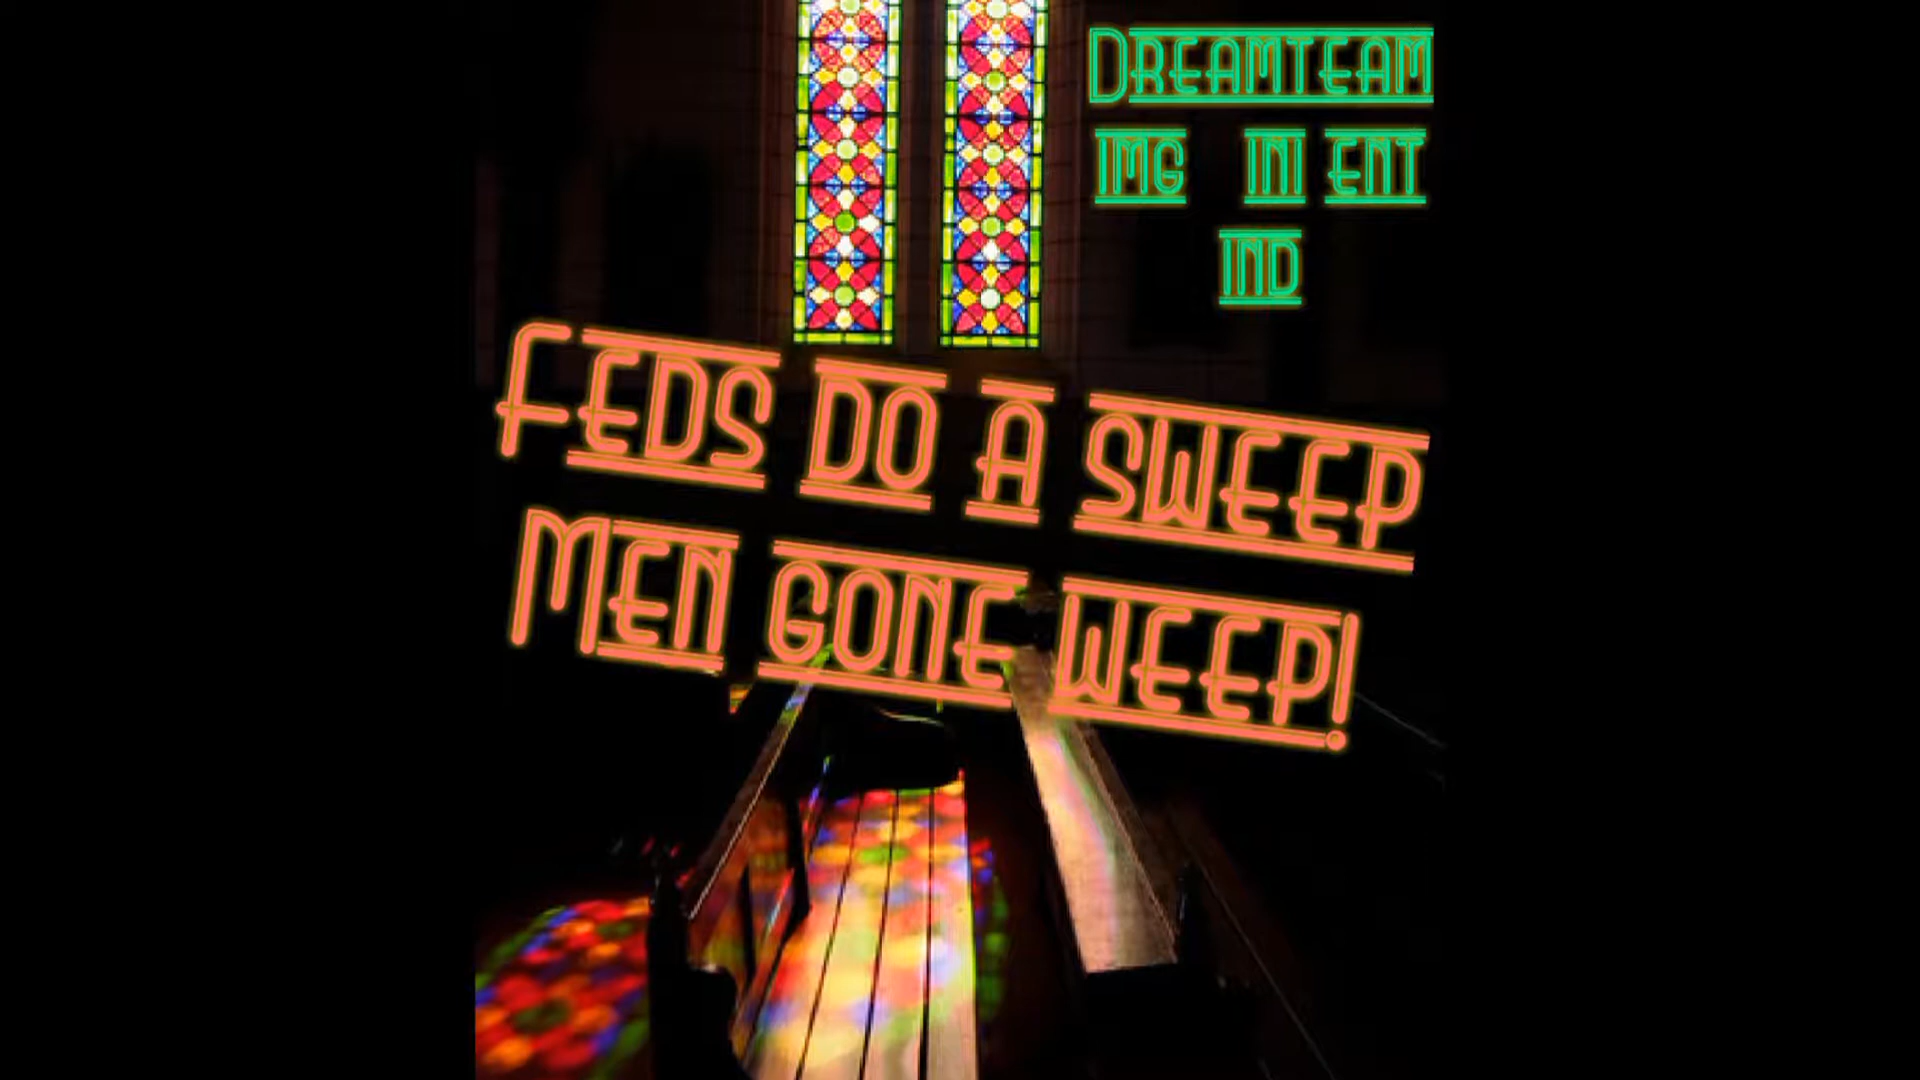 Dreamteam
img ini ent
ind
Feds do a sweep
Men gone weep!